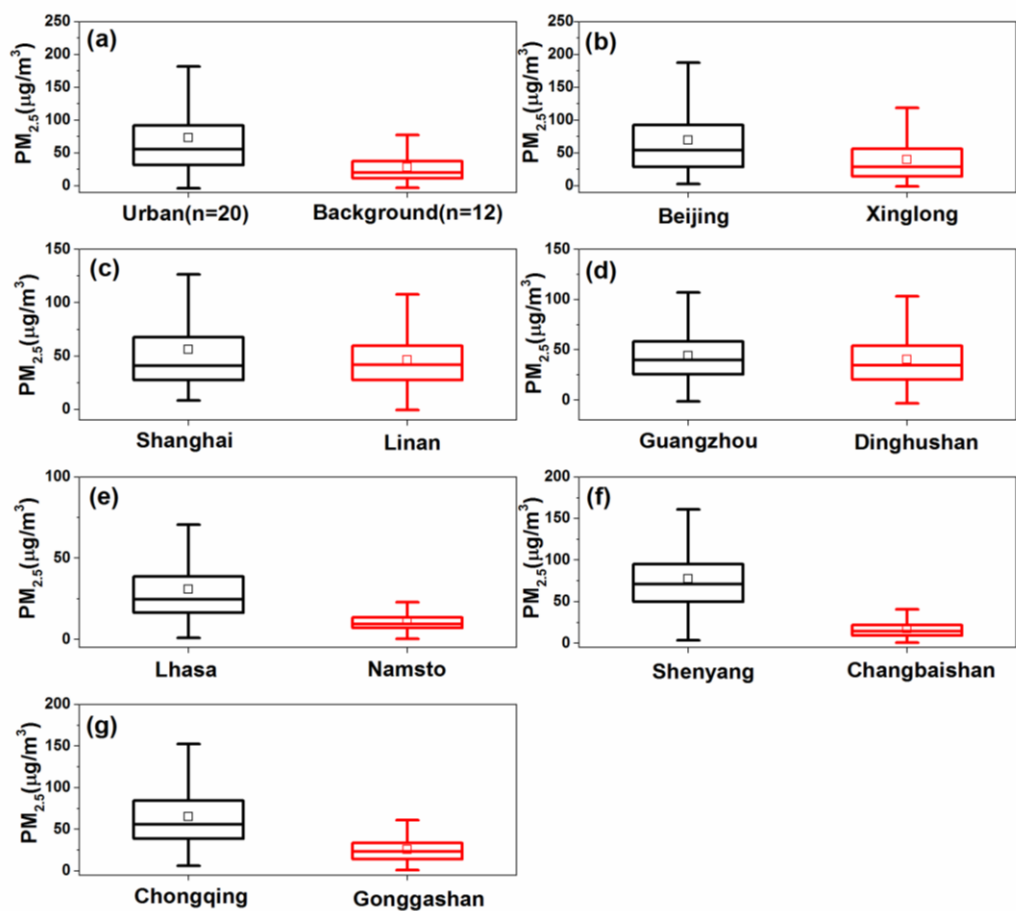 (a)
PM2.5(μg/m3)
250
200
150
100
50
0
Urban(n=20) Background(n=12)
(b)
PM2.5(μg/m3)
250
200
150
100
50
0
Beijing Xinglong
(c)
PM2.5(μg/m3)
150
100
50
0
Shanghai Linan
(d)
PM2.5(μg/m3)
150
100
50
0
Guangzhou Dinghushan
(e)
PM2.5(μg/m3)
100
50
0
Lhasa Namsto
(f)
PM2.5(μg/m3)
200
150
100
50
0
Shenyang Changbaishan
(g)
PM2.5(μg/m3)
200
150
100
50
0
Chongqing Gonggashan